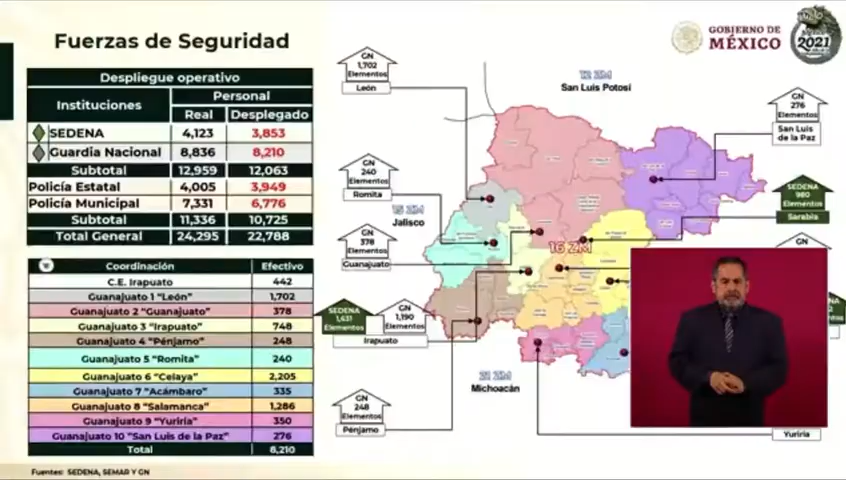 Fuerzas de Seguridad
GOBIERNO DE
MÉXICO
2021
Despliegue operativo
Instituciones Personal
Real Desplegado
SEDENA 4,123 3,853
Guardia Nacional 8,836 8,210
Subtotal 12,959 12,063
Policía Estatal 4,005 3,949
Policía Municipal 7,331 6,776
Subtotal 11,336 10,725
Total General 24,295 22,788
Coordinación Efectivo
C.E. Irapuato 442
Guanajuato 1 "León" 1,702
Guanajuato 2 "Guanajuato" 378
Guanajuato 3 "Irapuato" 748
Guanajuato 4 "Pénjamo" 248
Guanajuato 5 "Romita" 240
Guanajuato 6 "Celaya" 2,205
Guanajuato 7 "Acámbaro" 335
Guanajuato 8 "Salamanca" 1,286
Guanajuato 9 "Yuriria" 350
Guanajuato 10 "San Luis de la Paz" 276
Total 8,210
Fuentes: SEDENA, SEMAR Y GN
GN
1,702
Elementos
León
12 ZM
San Luis Potosí
GN
276
Elementos
San Luis
de la Paz
GN
240
Elementos
Romita
15 ZM
Jalisco
SEDENA
980
Elementos
Sarabia
GN
378
Elementos
Guanajuato
16 ZM
GN
SEDENA
1,431
Elementos
GN
1,190
Elementos
Irapuato
21 ZM
Michoacán
GN
248
Elementos
Pénjamo
Yuriria